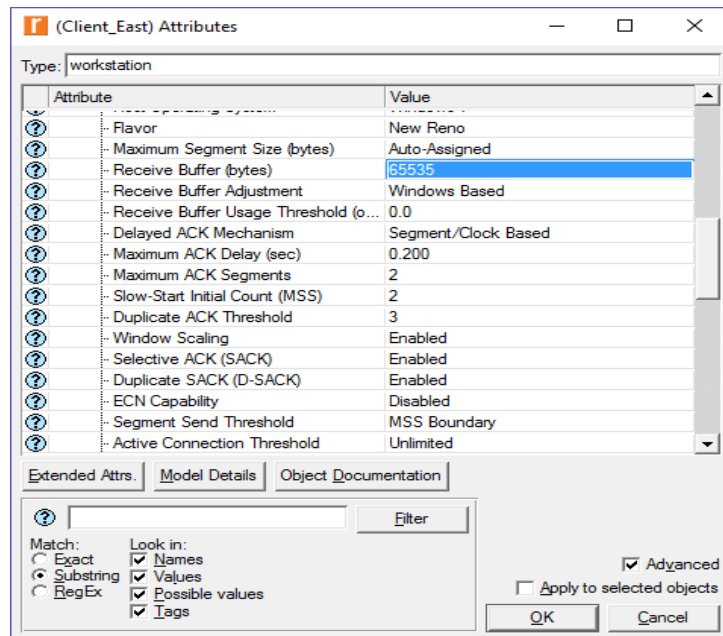 (Client_East) Attributes
Type: workstation
Attribute Value
Flavor New Reno
Maximum Segment Size (bytes) Auto-Assigned
Receive Buffer (bytes) 65535
Receive Buffer Adjustment Windows Based
Receive Buffer Usage Threshold (o... 0.0
Delayed ACK Mechanism Segment/Clock Based
Maximum ACK Delay (sec) 0.200
Maximum ACK Segments 2
Slow-Start Initial Count (MSS) 2
Duplicate ACK Threshold 3
Window Scaling Enabled
Selective ACK (SACK) Enabled
Duplicate SACK (D-SACK) Enabled
ECN Capability Disabled
Segment Send Threshold MSS Boundary
Active Connection Threshold Unlimited
Extended Attrs. Model Details Object Documentation
Filter
Match: Look in:
Exact Names
Substring Values
RegEx Possible values
Tags
Advanced
Apply to selected objects
OK Cancel